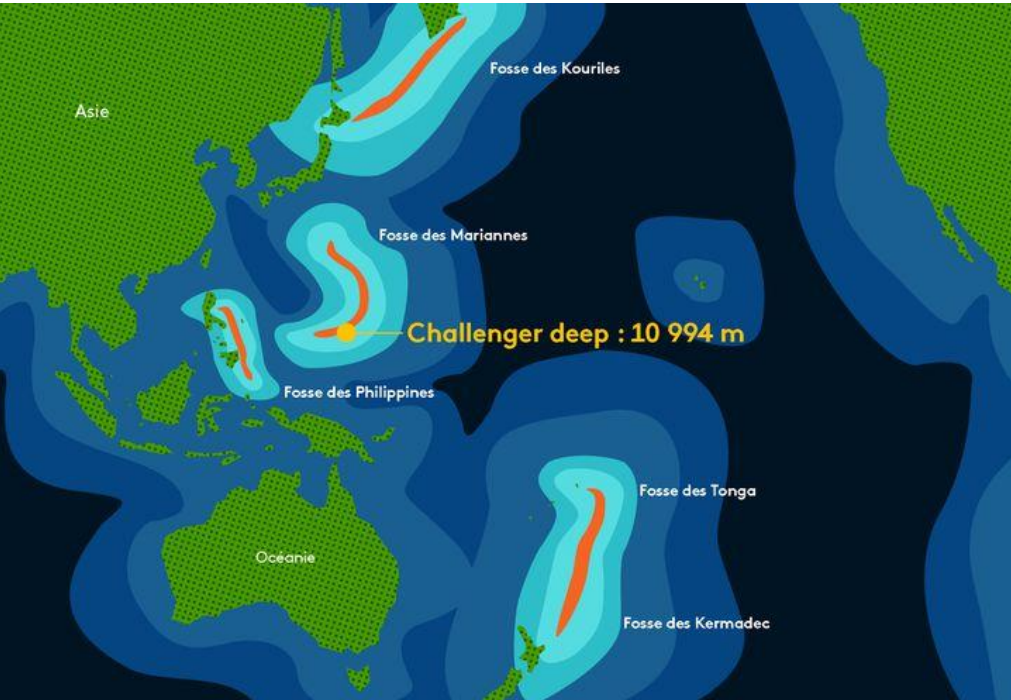 Fosse des Kouriles
Asie
Fosse des Mariannes
Challenger deep : 10 994 m
Fosse des Philippines
Fosse des Tonga
Océanie
Fosse des Kermadec